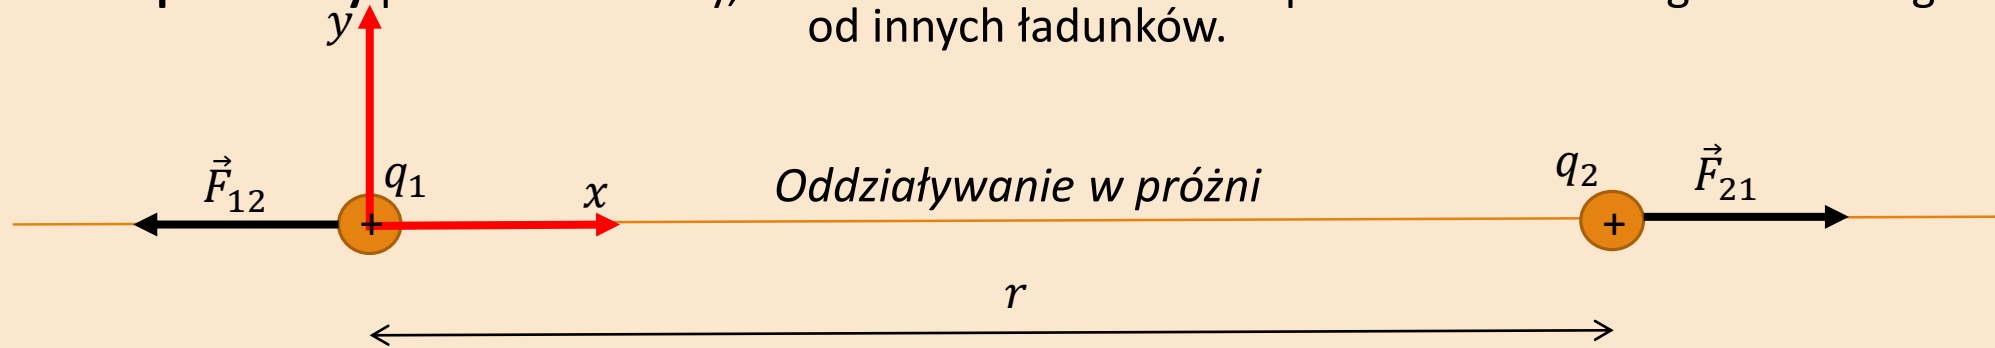 od innych ładunków.
y
F⃗₁₂
q₁
x
Oddziaływanie w próżni
q₂
F⃗₂₁
+
+
r